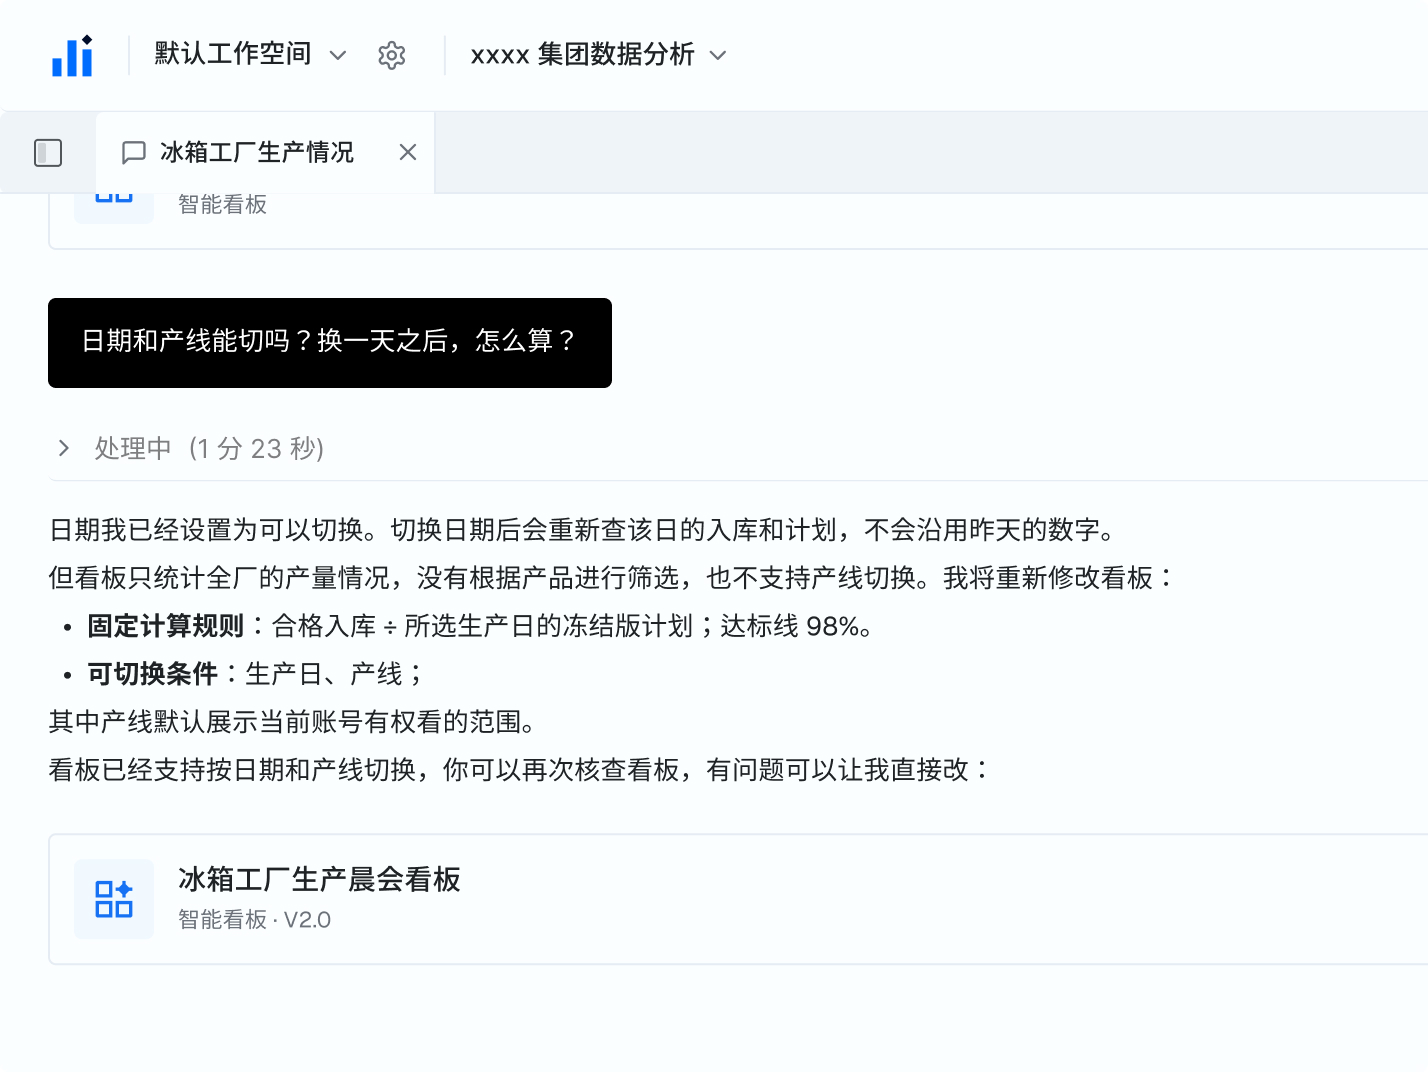 默认工作空间
xxxx 集团数据分析
冰箱工厂生产情况
智能看板
日期和产线能切吗？换一天之后，怎么算？
处理中（1 分 23 秒）
日期我已经设置为可以切换。切换日期后会重新查该日的入库和计划，不会沿用昨天的数字。
但看板只统计全厂的产量情况，没有根据产品进行筛选，也不支持产线切换。我将重新修改看板：
• 固定计算规则：合格入库 ÷ 所选生产日的冻结版计划；达标线 98%。
• 可切换条件：生产日、产线；
其中产线默认展示当前账号有权看的范围。
看板已经支持按日期和产线切换，你可以再次核查看板，有问题可以让我直接改：
冰箱工厂生产晨会看板
智能看板 · V2.0